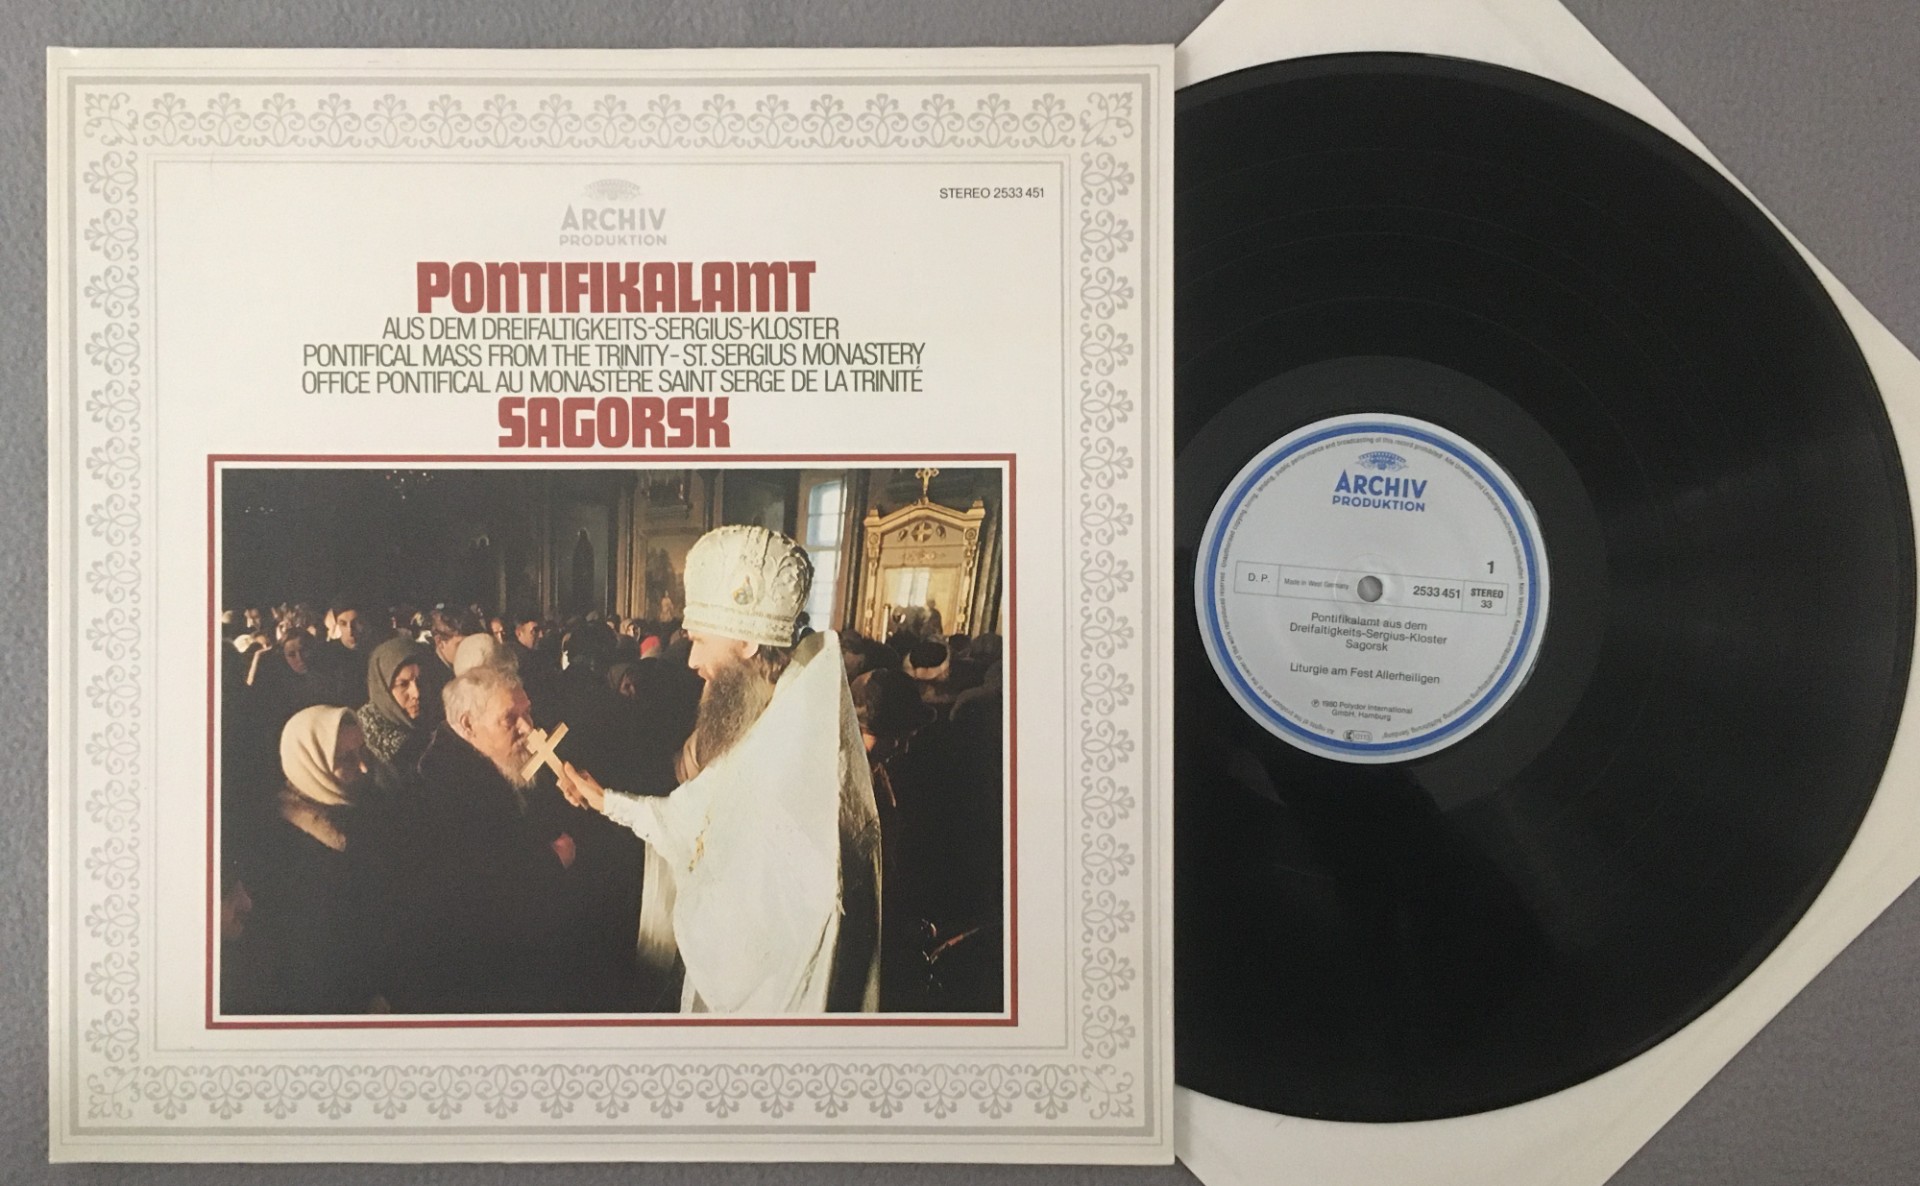 STEREO 2533 451
ARCHIV
PRODUKTION
PONTIFIKALAMT
AUS DEM DREIFALTIGKEITS-SERGIUS-KLOSTER
PONTIFICAL MASS FROM THE TRINITY-ST. SERGIUS MONASTERY
OFFICE PONTIFICAL AU MONASTÈRE SAINT SERGE DE LA TRINITÉ
SAGORSK
ARCHIV
PRODUKTION
1
D. P.
Made in West Germany
2533 451
STEREO
33
Pontifikalamt aus dem
Dreifaltigkeits-Sergius-Kloster
Sagorsk
Liturgie am Fest Allerheiligen
℗ 1980 Polydor International
GmbH, Hamburg